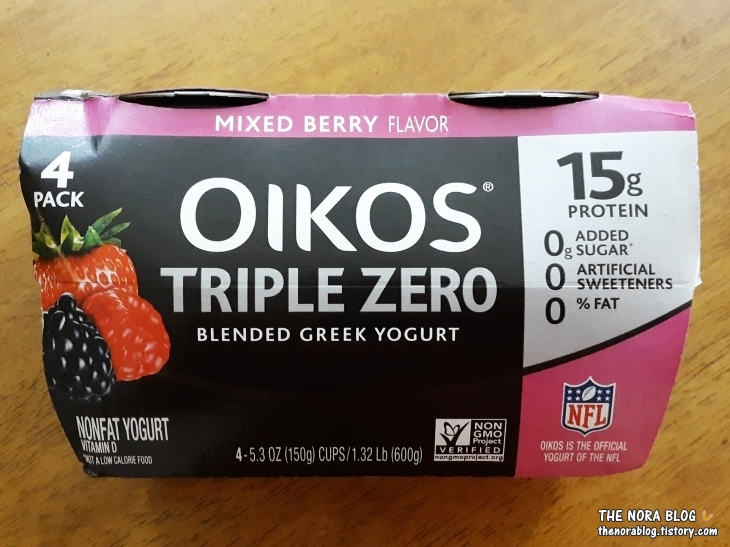 MIXED BERRY FLAVOR
4
PACK
OIKOS®
TRIPLE ZERO
BLENDED GREEK YOGURT
15g
PROTEIN
0g ADDED SUGAR*
0 ARTIFICIAL SWEETENERS
0 % FAT
NFL
OIKOS IS THE OFFICIAL
YOGURT OF THE NFL
NONFAT YOGURT
VITAMIN D
NOT A LOW CALORIE FOOD
4-5.3 OZ (150g) CUPS/1.32 Lb (600g)
NON
GMO
Project
VERIFIED
nongmoproject.org
THE NORA BLOG
thenorablog.tistory.com